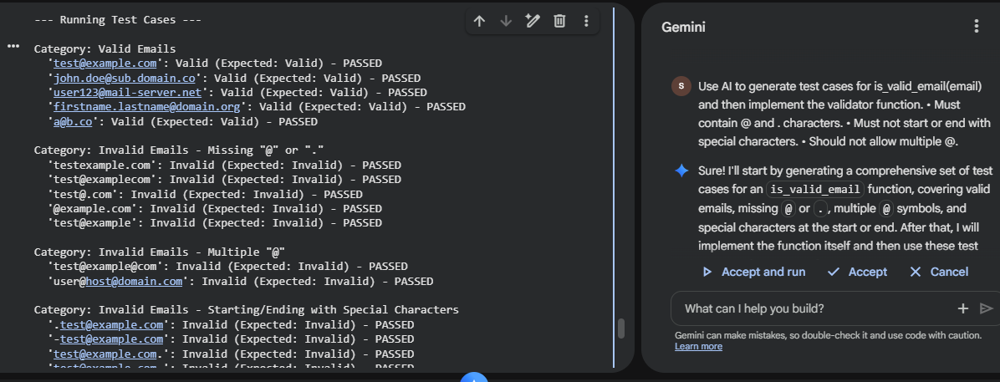 --- Running Test Cases ---
Category: Valid Emails
'test@example.com': Valid (Expected: Valid) - PASSED
'john.doe@sub.domain.co': Valid (Expected: Valid) - PASSED
'user123@mail-server.net': Valid (Expected: Valid) - PASSED
'firstname.lastname@domain.org': Valid (Expected: Valid) - PASSED
'a@b.co': Valid (Expected: Valid) - PASSED
Category: Invalid Emails - Missing "@" or "."
'testexample.com': Invalid (Expected: Invalid) - PASSED
'test@examplecom': Invalid (Expected: Invalid) - PASSED
'test@.com': Invalid (Expected: Invalid) - PASSED
'@example.com': Invalid (Expected: Invalid) - PASSED
'test@example': Invalid (Expected: Invalid) - PASSED
Category: Invalid Emails - Multiple "@"
'test@example@com': Invalid (Expected: Invalid) - PASSED
'user@host@domain.com': Invalid (Expected: Invalid) - PASSED
Category: Invalid Emails - Starting/Ending with Special Characters
'.test@example.com': Invalid (Expected: Invalid) - PASSED
'-test@example.com': Invalid (Expected: Invalid) - PASSED
'test@example.com.': Invalid (Expected: Invalid) - PASSED
Gemini
S
Use AI to generate test cases for is_valid_email(email)
and then implement the validator function. • Must
contain @ and . characters. • Must not start or end with
special characters. • Should not allow multiple @.
Sure! I'll start by generating a comprehensive set of test
cases for an is_valid_email function, covering valid
emails, missing @ or . , multiple @ symbols, and
special characters at the start or end. After that, I will
implement the function itself and then use these test
Accept and run Accept Cancel
What can I help you build?
Gemini can make mistakes, so double-check it and use code with caution.
Learn more